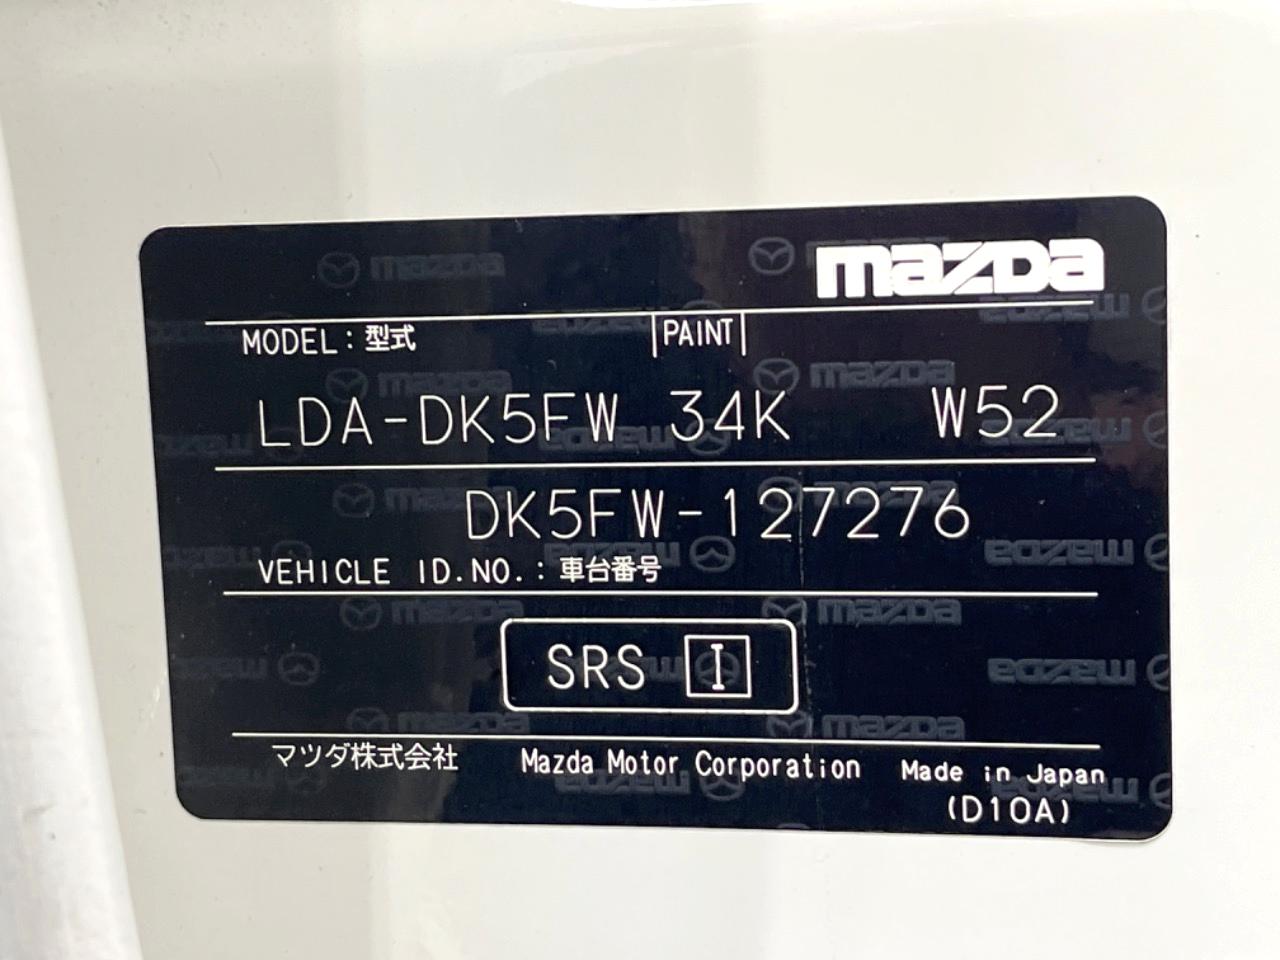 mazda
MODEL：型式 PAINT
LDA-DK5FW 34K W52
DK5FW-127276
VEHICLE ID.NO.：車台番号
SRS I
マツダ株式会社 Mazda Motor Corporation Made in Japan
(D10A)